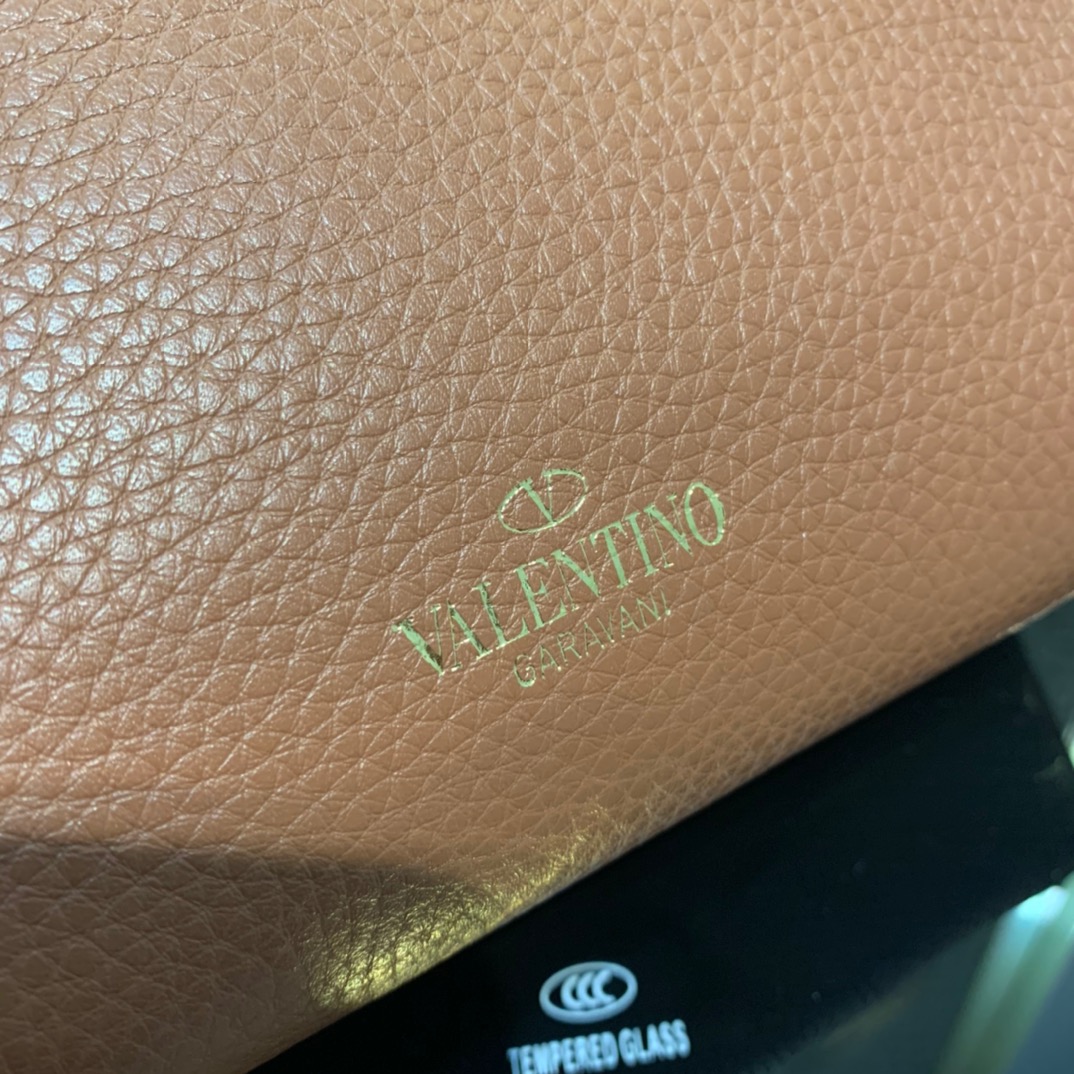 V
VALENTINO
GARAVANI
CCC
TEMPERED GLASS